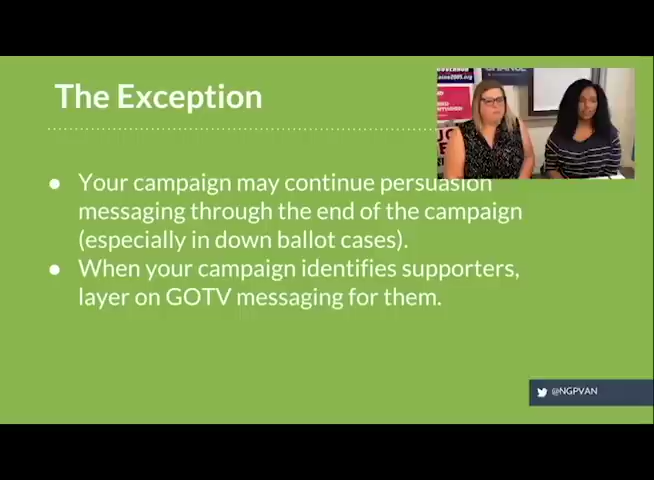 The Exception
● Your campaign may continue persuasion
messaging through the end of the campaign
(especially in down ballot cases).
● When your campaign identifies supporters,
layer on GOTV messaging for them.
@NGPVAN